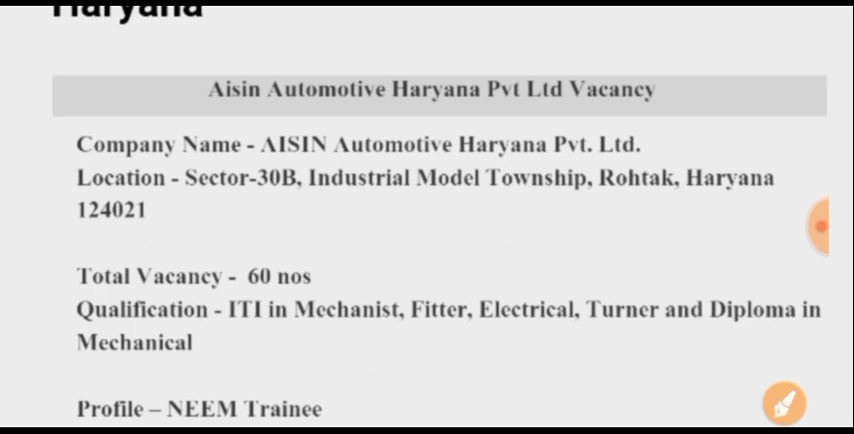 Haryana
Aisin Automotive Haryana Pvt Ltd Vacancy
Company Name - AISIN Automotive Haryana Pvt. Ltd.
Location - Sector-30B, Industrial Model Township, Rohtak, Haryana
124021
Total Vacancy - 60 nos
Qualification - ITI in Mechanist, Fitter, Electrical, Turner and Diploma in
Mechanical
Profile – NEEM Trainee